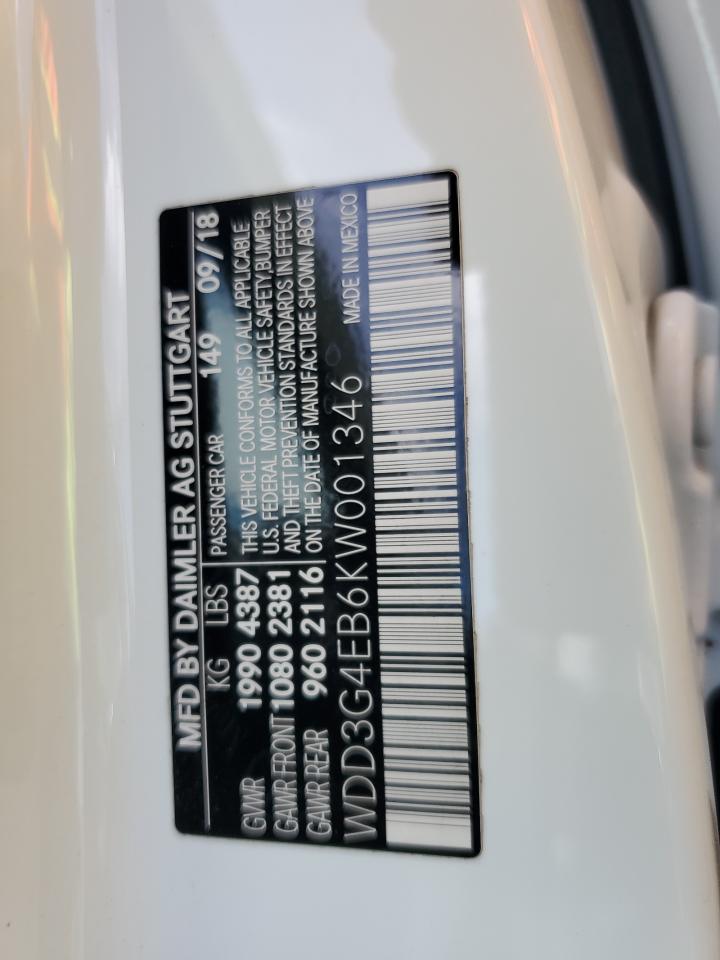 MFD BY DAIMLER AG STUTTGART
KG LBS PASSENGER CAR 149 09/18
GVWR 1990 4387 THIS VEHICLE CONFORMS TO ALL APPLICABLE
GAWR FRONT 1080 2381 U.S. FEDERAL MOTOR VEHICLE SAFETY,BUMPER
AND THEFT PREVENTION STANDARDS IN EFFECT
GAWR REAR 960 2116 ON THE DATE OF MANUFACTURE SHOWN ABOVE
WDD3G4EB6KW001346 MADE IN MEXICO